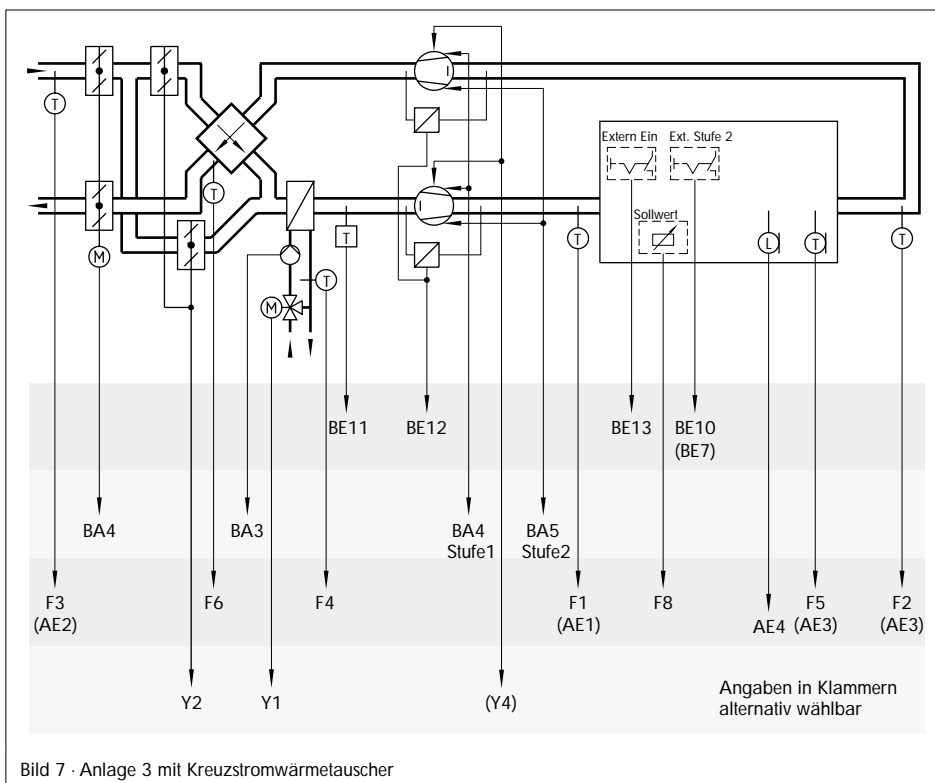 T
Extern Ein Ext. Stufe 2
T
T
Sollwert
L T T T
M
M T
BE11 BE12 BE13 BE10
(BE7)
BA4 BA3 BA4 BA5
Stufe1 Stufe2
F3 F6 F4 F1 F8 AE4 F5 F2
(AE2) (AE1) (AE3) (AE3)
Y2 Y1 (Y4)
Angaben in Klammern
alternativ wählbar
Bild 7 · Anlage 3 mit Kreuzstromwärmetauscher